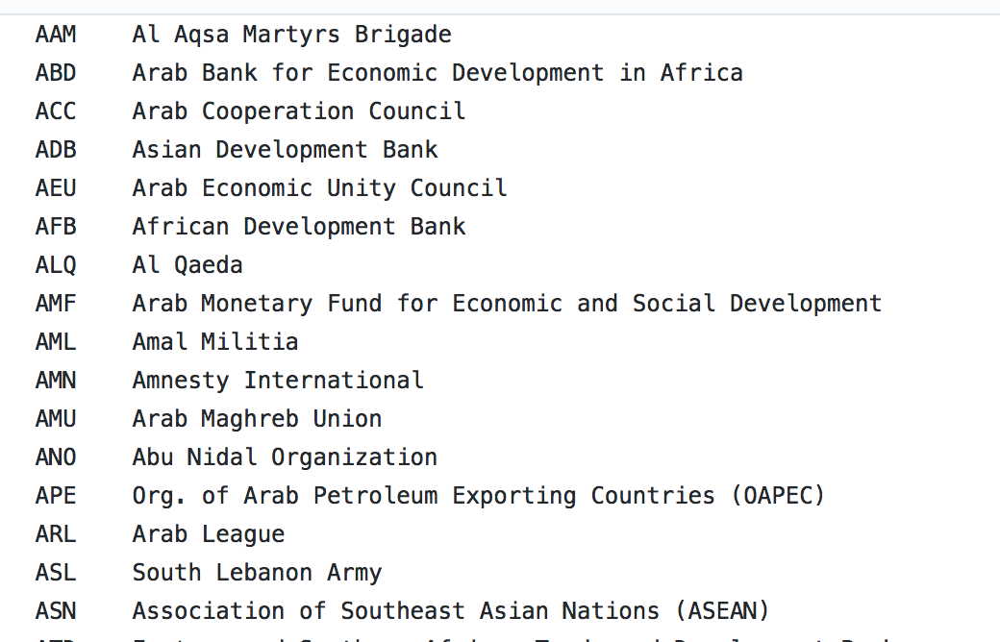 AAM Al Aqsa Martyrs Brigade
ABD Arab Bank for Economic Development in Africa
ACC Arab Cooperation Council
ADB Asian Development Bank
AEU Arab Economic Unity Council
AFB African Development Bank
ALQ Al Qaeda
AMF Arab Monetary Fund for Economic and Social Development
AML Amal Militia
AMN Amnesty International
AMU Arab Maghreb Union
ANO Abu Nidal Organization
APE Org. of Arab Petroleum Exporting Countries (OAPEC)
ARL Arab League
ASL South Lebanon Army
ASN Association of Southeast Asian Nations (ASEAN)